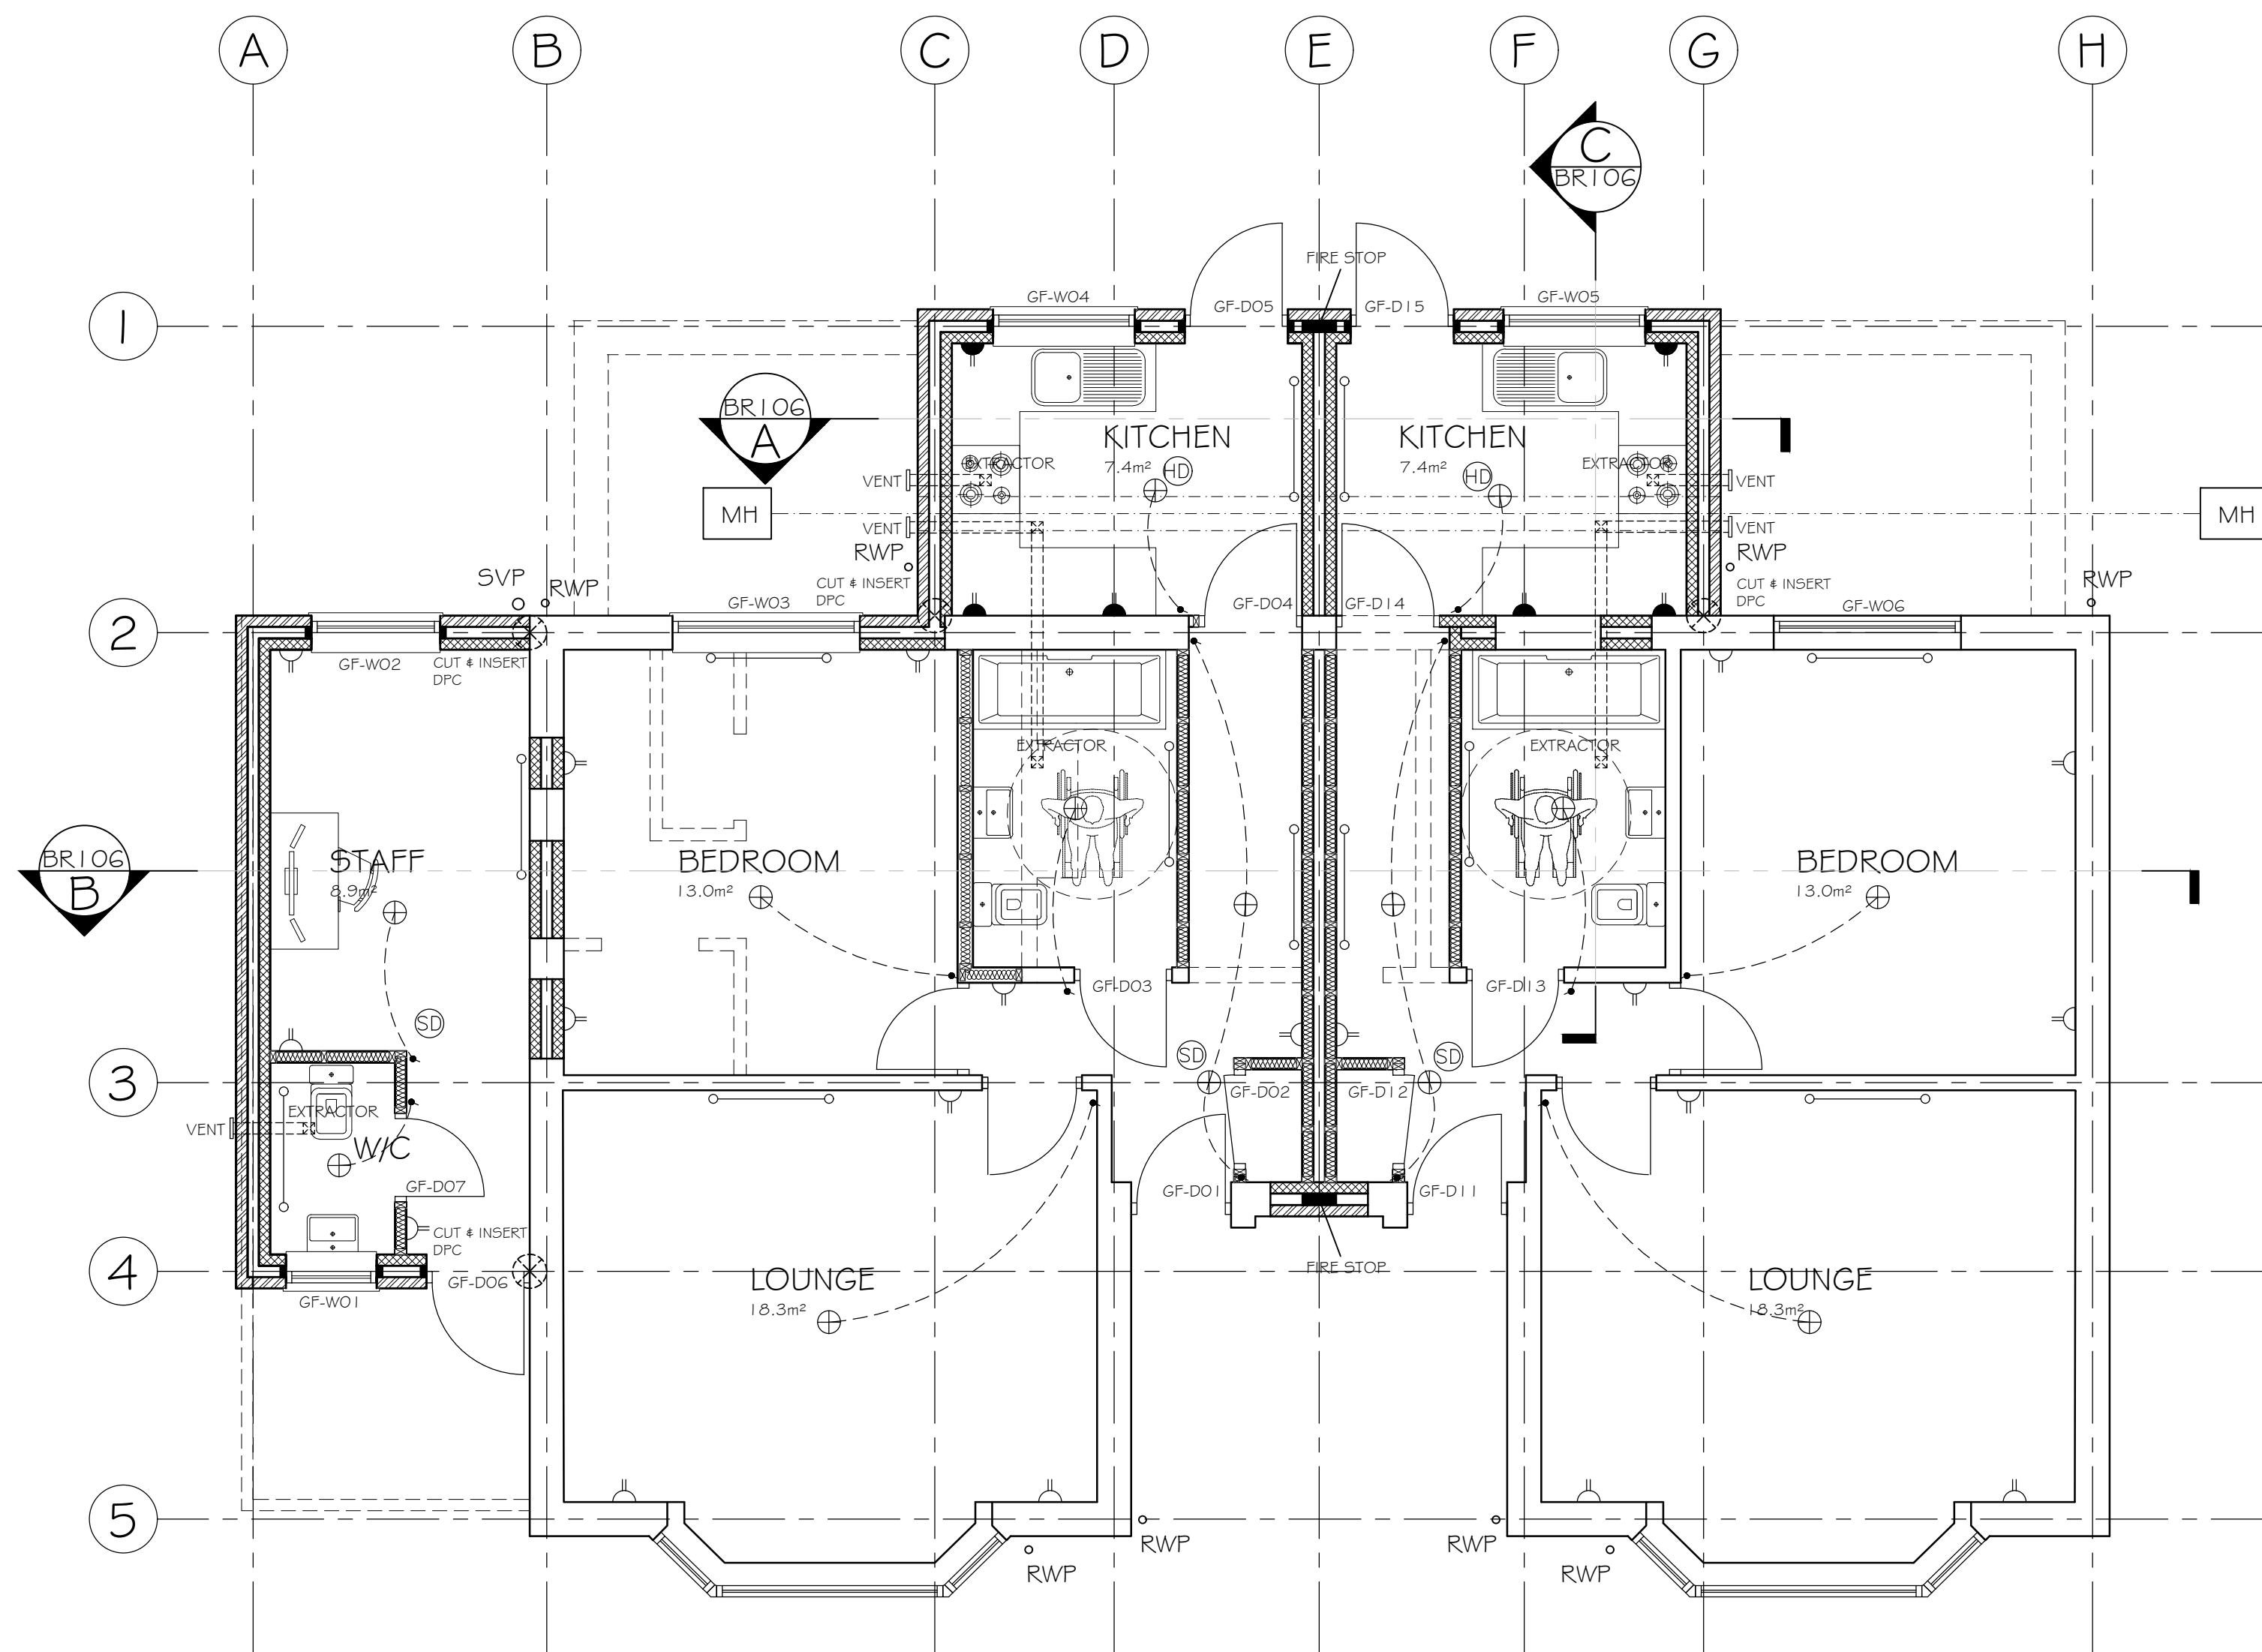 A
B
C
D
E
F
G
H
C
BR106
FIRE STOP
GF-W04
GF-D05
GF-D15
GF-W05
1
BR106
A
KITCHEN
7.4m²
HD
EXTRACTOR
VENT
KITCHEN
7.4m²
HD
EXTRACTOR
VENT
MH
MH
VENT
VENT
RWP
RWP
CUT & INSERT
DPC
CUT & INSERT
DPC
SVP
RWP
RWP
GF-W03
GF-D04
GF-D14
GF-W06
2
GF-W02
CUT & INSERT
DPC
EXTRACTOR
EXTRACTOR
BR106
B
STAFF
8.9m²
BEDROOM
13.0m²
BEDROOM
13.0m²
GF-D03
GF-D13
SD
SD
SD
3
GF-D02
GF-D12
EXTRACTOR
VENT
W/C
GF-D07
GF-D01
GF-D11
CUT & INSERT
DPC
4
GF-D06
GF-W01
FIRE STOP
LOUNGE
18.3m²
LOUNGE
18.3m²
5
RWP
RWP
RWP
RWP